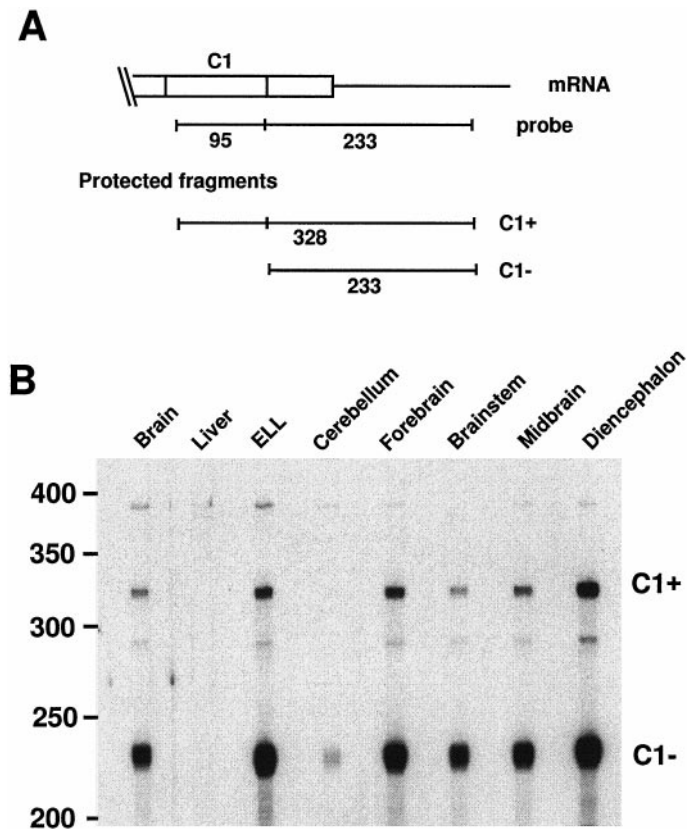 A
C1
mRNA
95 233 probe
Protected fragments
328 C1+
233 C1-
B
Brain Liver ELL Cerebellum Forebrain Brainstem Midbrain Diencephalon
400
350
C1+
300
250
C1-
200